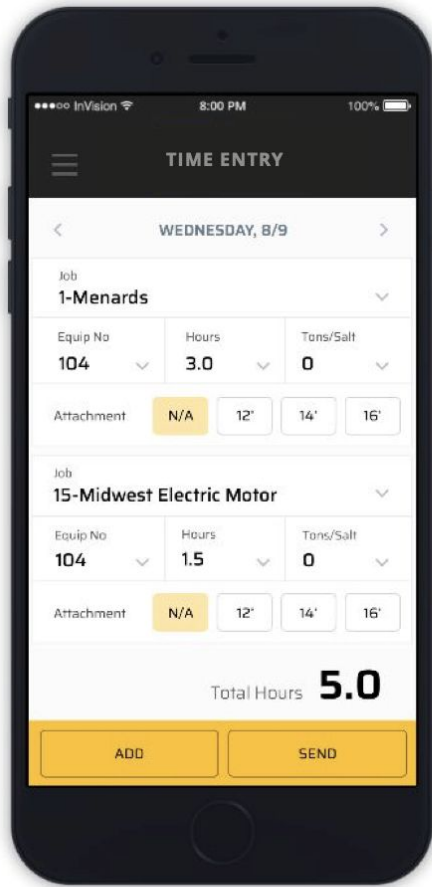 InVision 8:00 PM 100%
TIME ENTRY
WEDNESDAY, 8/9
Job
1-Menards
Equip No Hours Tons/Salt
104 3.0 0
Attachment N/A 12' 14' 16'
Job
15-Midwest Electric Motor
Equip No Hours Tons/Salt
104 1.5 0
Attachment N/A 12' 14' 16'
Total Hours 5.0
ADD SEND